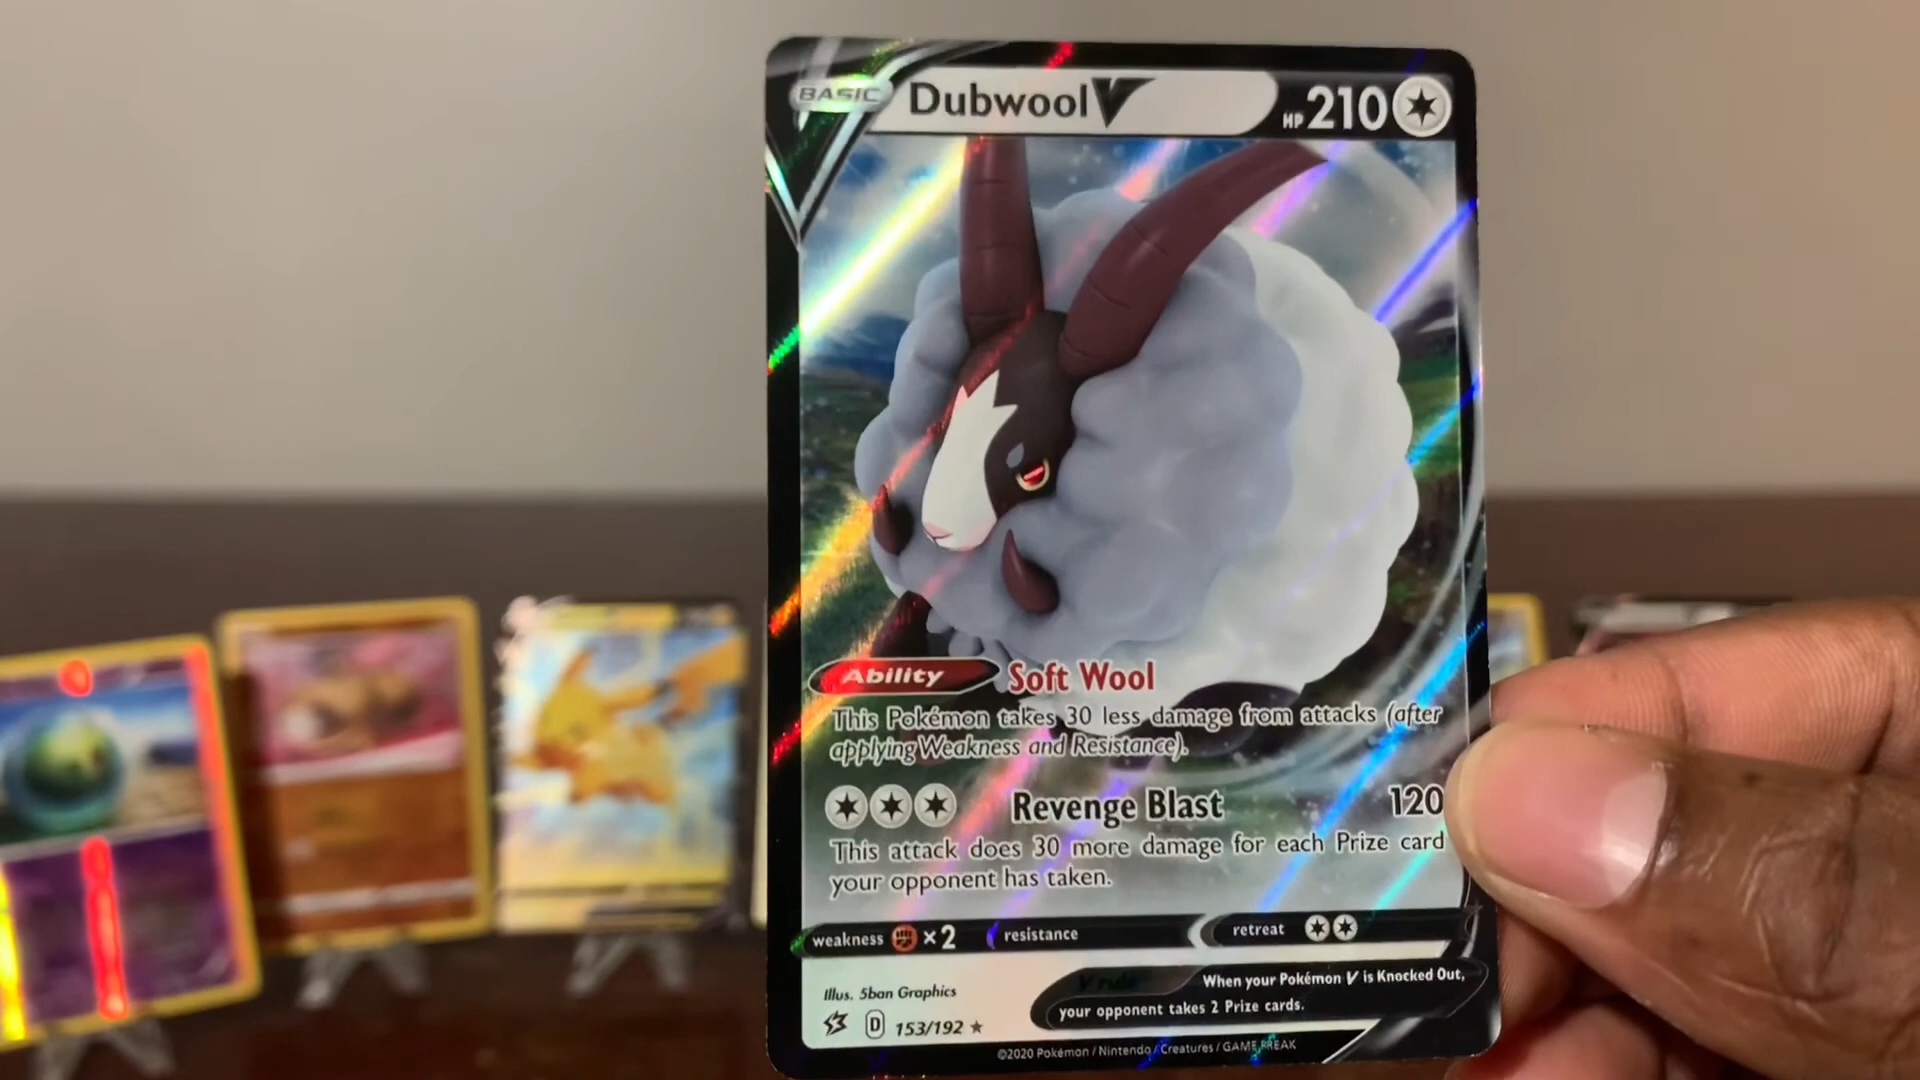 BASIC
Dubwool V
HP 210
Ability Soft Wool
This Pokémon takes 30 less damage from attacks (after
applying Weakness and Resistance).
Revenge Blast 120
This attack does 30 more damage for each Prize card
your opponent has taken.
weakness ×2 resistance retreat
Illus. 5ban Graphics
V rule When your Pokémon V is Knocked Out,
your opponent takes 2 Prize cards.
D 153/192 ★
©2020 Pokémon / Nintendo / Creatures / GAME FREAK